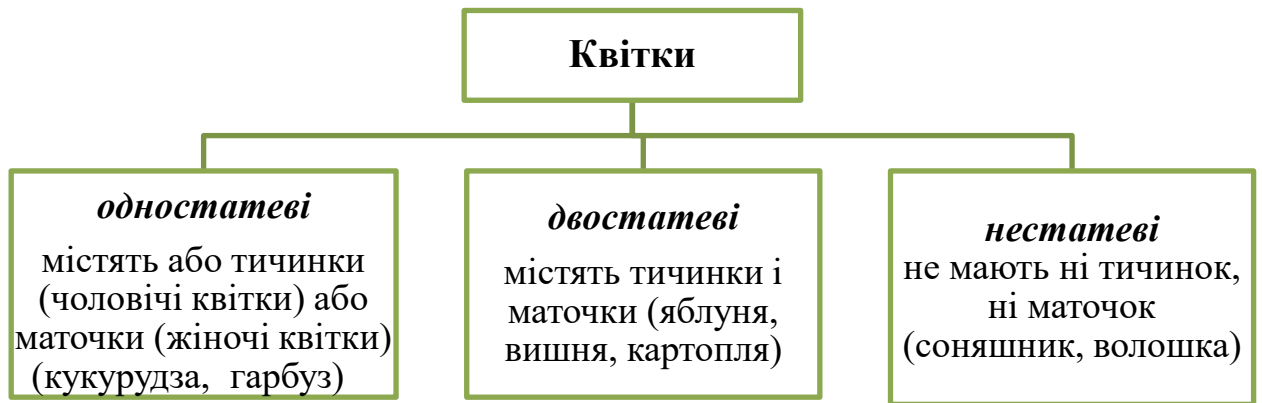 Квітки
одностатеві
містять або тичинки
(чоловічі квітки) або
маточки (жіночі квітки)
(кукурудза, гарбуз)
двостатеві
містять тичинки і
маточки (яблуня,
вишня, картопля)
нестатеві
не мають ні тичинок,
ні маточок
(соняшник, волошка)